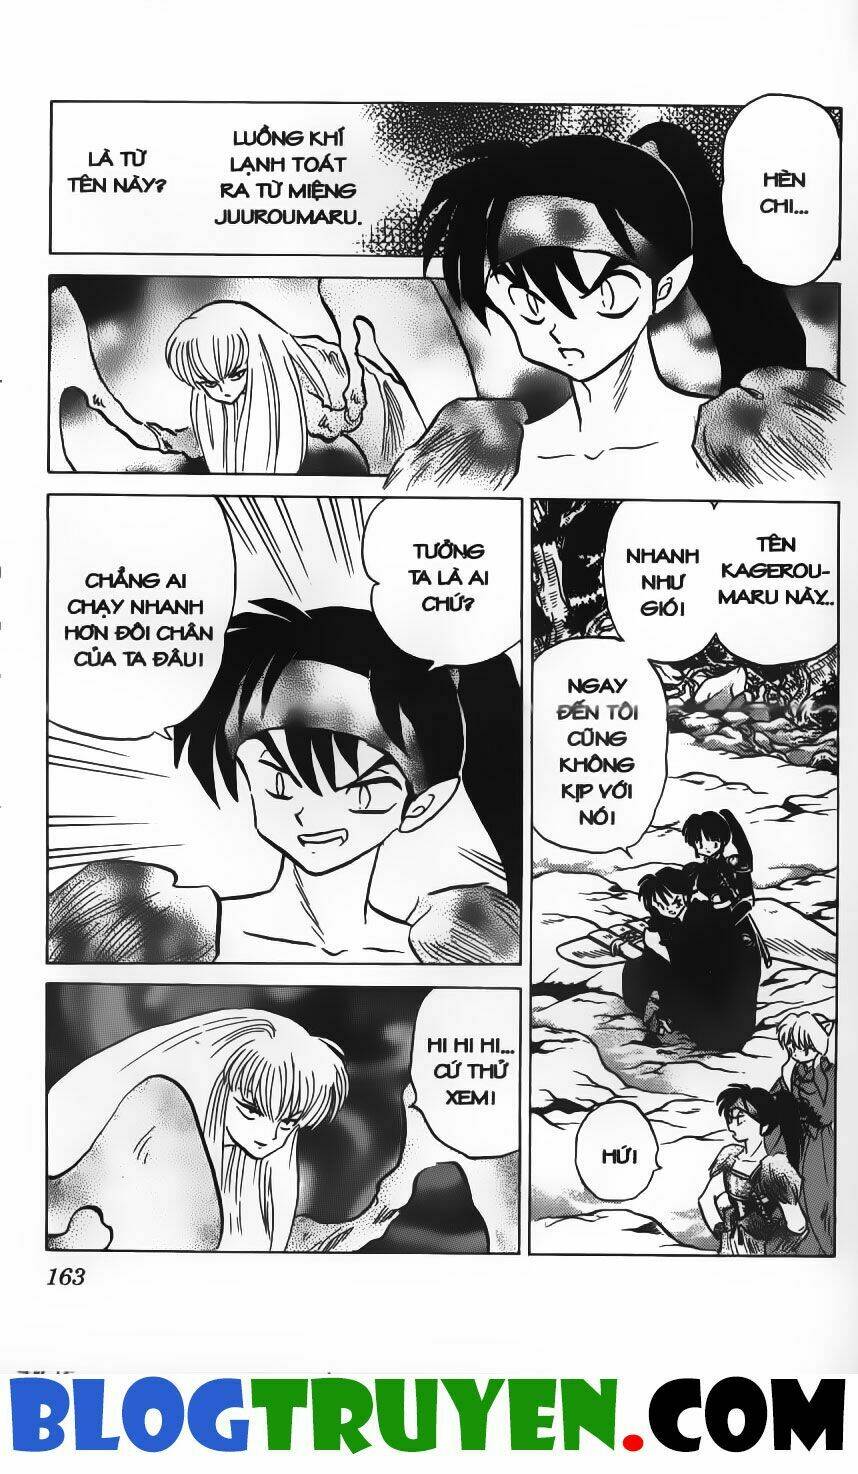 HÈN
CHI...
LUỒNG KHÍ
LẠNH TOÁT
RA TỪ MIỆNG
JUUROUMARU.
LÀ TỪ
TÊN NÀY?
TÊN
KAGEROU-
MARU NÀY...
NHANH
NHƯ
GIÓ!
NGAY
ĐẾN TÔI
CŨNG
KHÔNG
KỊP VỚI
NÓ!
HỨ!
TƯỞNG
TA LÀ AI
CHỨ?
CHẲNG AI
CHẠY NHANH
HƠN ĐÔI CHÂN
CỦA TA ĐÂU!
HI HI HI...
CỨ THỬ
XEM!
163
BLOGTRUYEN.COM